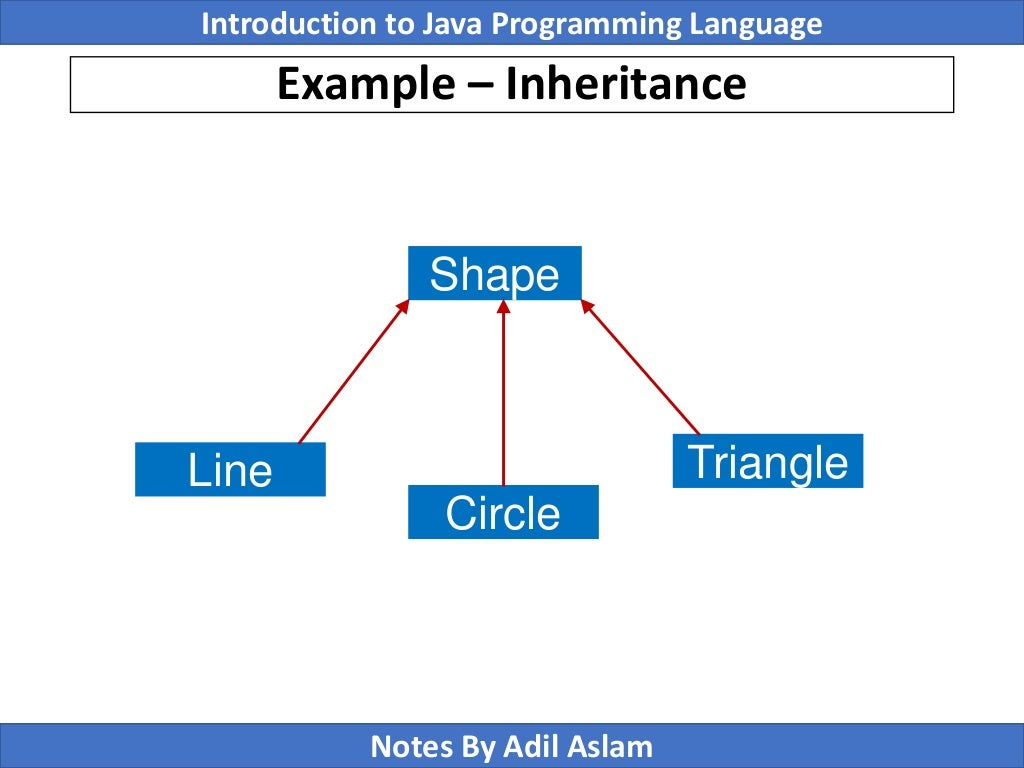 Introduction to Java Programming Language
Example – Inheritance
Shape
Line
Circle
Triangle
Notes By Adil Aslam